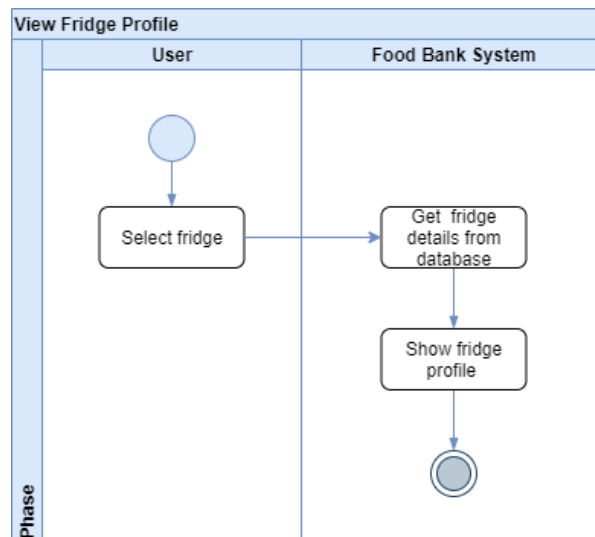 View Fridge Profile
User
Food Bank System
Select fridge
Get fridge
details from
database
Show fridge
profile
Phase